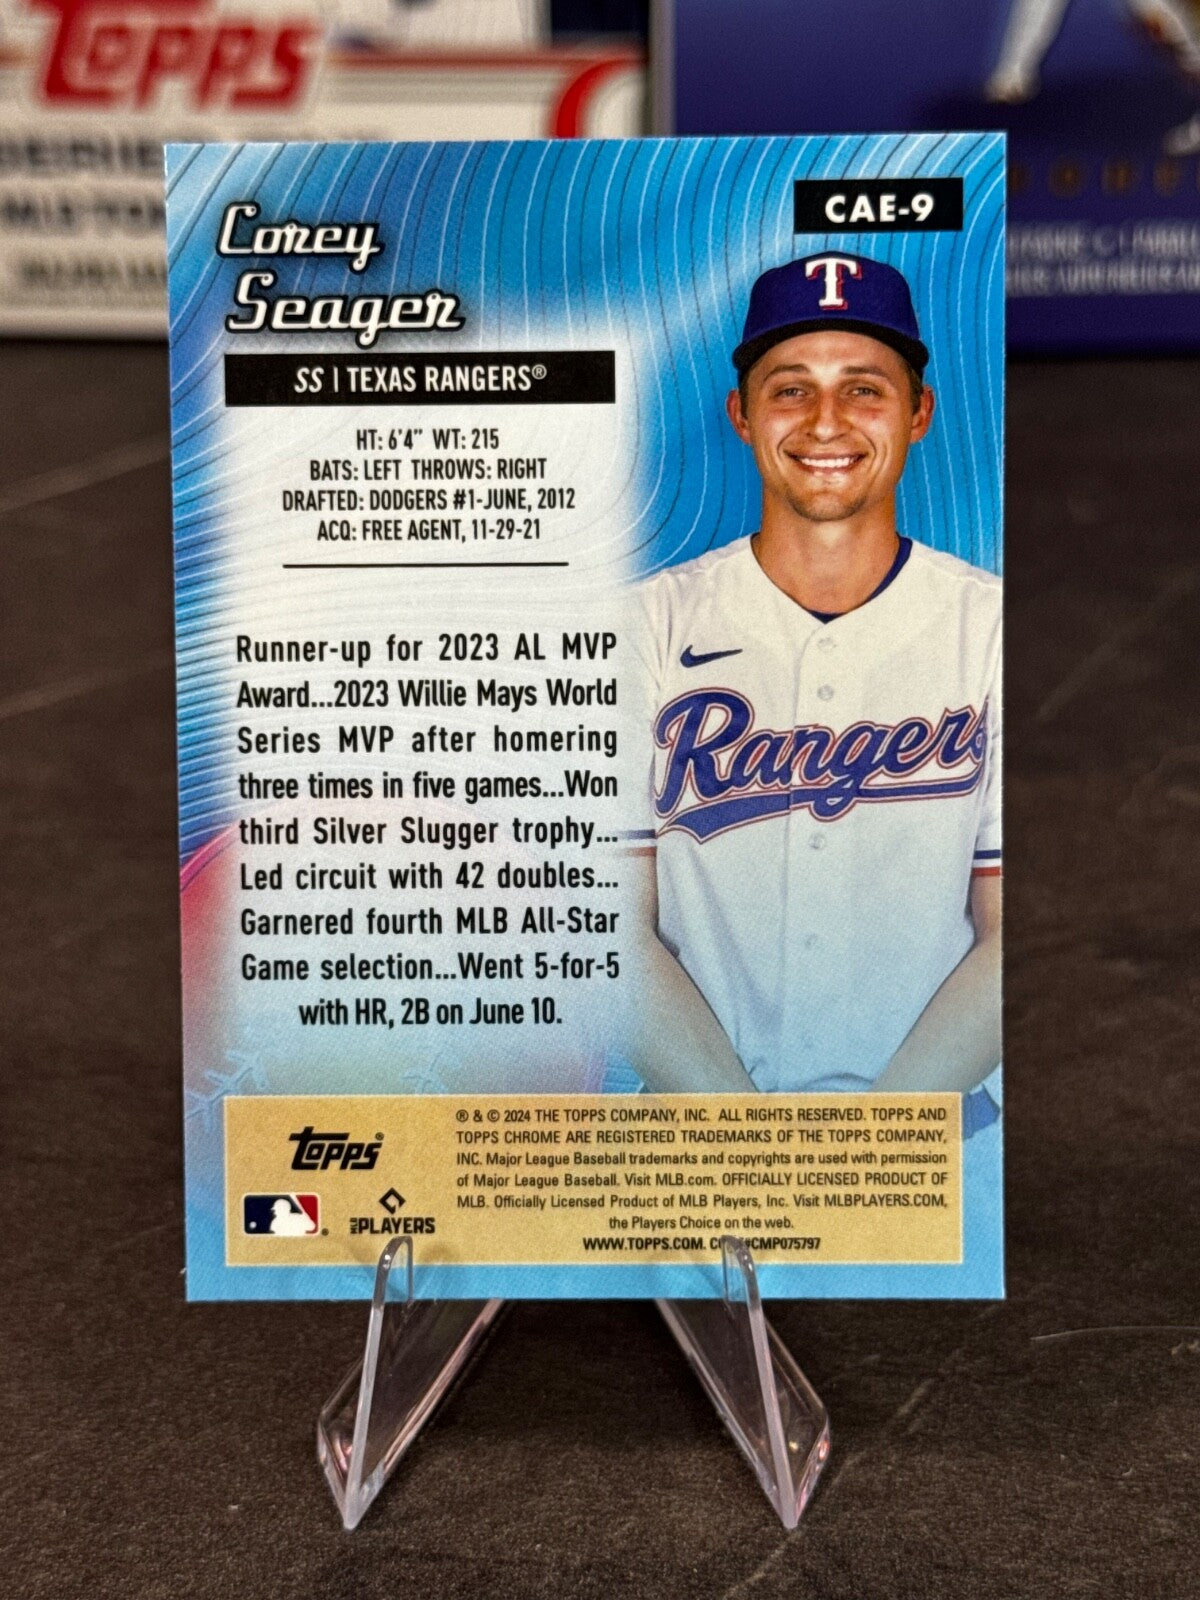 Topps
CAE-9
Corey
Seager
T
SS | TEXAS RANGERS®
HT: 6'4" WT: 215
BATS: LEFT THROWS: RIGHT
DRAFTED: DODGERS #1-JUNE, 2012
ACQ: FREE AGENT, 11-29-21
Runner-up for 2023 AL MVP
Award...2023 Willie Mays World
Series MVP after homering
three times in five games...Won
third Silver Slugger trophy...
Led circuit with 42 doubles...
Garnered fourth MLB All-Star
Game selection...Went 5-for-5
with HR, 2B on June 10.
Rangers
Topps®
MLB PLAYERS
® & © 2024 THE TOPPS COMPANY, INC. ALL RIGHTS RESERVED. TOPPS AND
TOPPS CHROME ARE REGISTERED TRADEMARKS OF THE TOPPS COMPANY,
INC. Major League Baseball trademarks and copyrights are used with permission
of Major League Baseball. Visit MLB.com. OFFICIALLY LICENSED PRODUCT OF
MLB. Officially Licensed Product of MLB Players, Inc. Visit MLBPLAYERS.COM,
the Players Choice on the web.
WWW.TOPPS.COM. #CMP075797